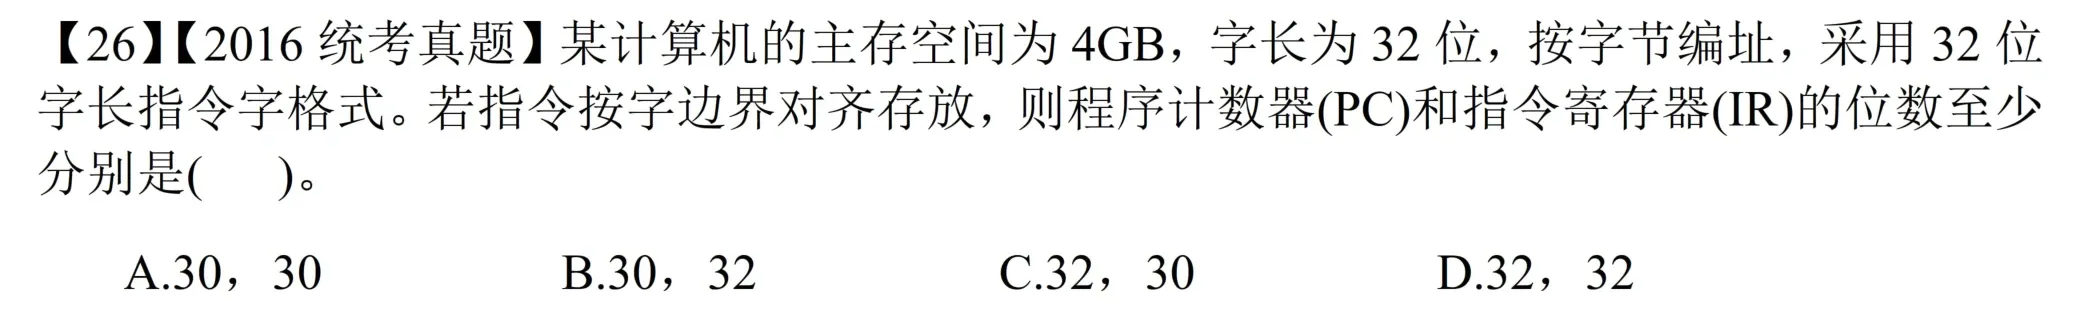 【26】【2016 统考真题】某计算机的主存空间为 4GB，字长为 32 位，按字节编址，采用 32 位
字长指令字格式。若指令按字边界对齐存放，则程序计数器(PC)和指令寄存器(IR)的位数至少
分别是(    )。
A.30，30 B.30，32 C.32，30 D.32，32